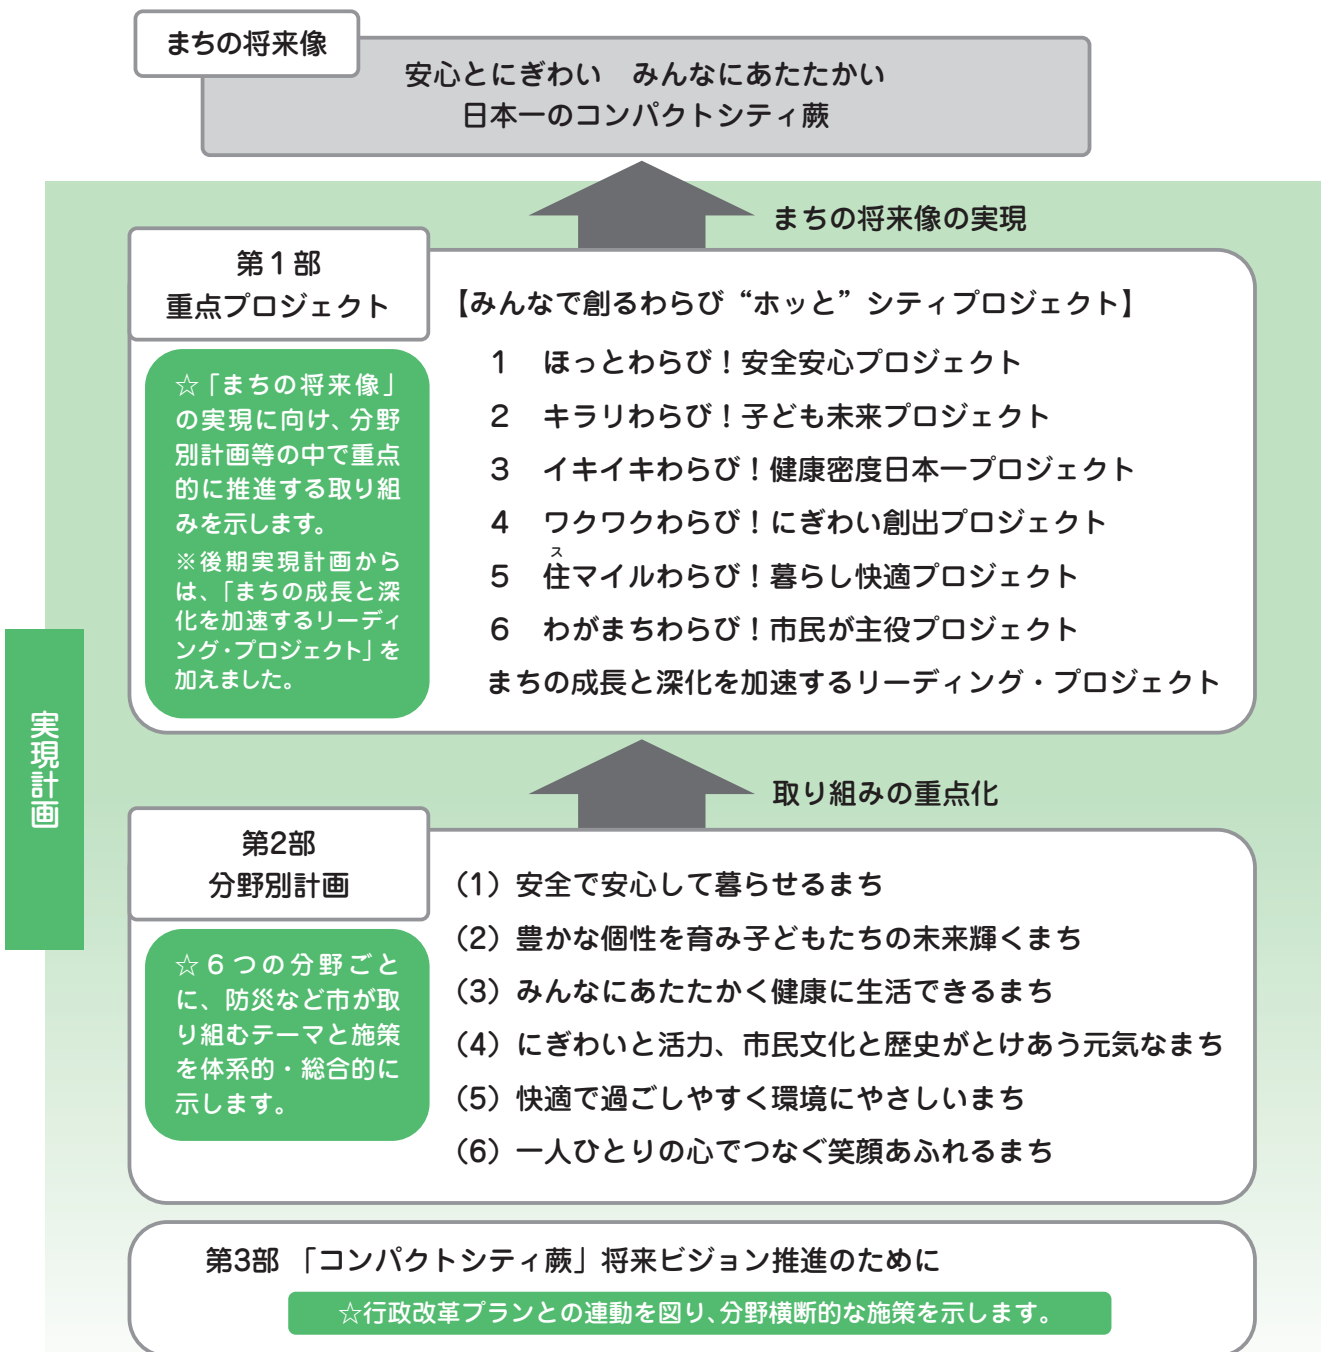 まちの将来像
安心とにぎわい　みんなにあたたかい
日本一のコンパクトシティ蕨
まちの将来像の実現
第１部
重点プロジェクト
☆「まちの将来像」
の実現に向け、分野
別計画等の中で重点
的に推進する取り組
みを示します。
※後期実現計画から
は、「まちの成長と深
化を加速するリーディ
ング・プロジェクト」を
加えました。
【みんなで創るわらび“ホッと”シティプロジェクト】
１　ほっとわらび！安全安心プロジェクト
２　キラリわらび！子ども未来プロジェクト
３　イキイキわらび！健康密度日本一プロジェクト
４　ワクワクわらび！にぎわい創出プロジェクト
ス
５　住マイルわらび！暮らし快適プロジェクト
６　わがまちわらび！市民が主役プロジェクト
まちの成長と深化を加速するリーディング・プロジェクト
実現計画
取り組みの重点化
第2部
分野別計画
☆６つの分野ごと
に、防災など市が取
り組むテーマと施策
を体系的・総合的に
示します。
（1）安全で安心して暮らせるまち
（2）豊かな個性を育み子どもたちの未来輝くまち
（3）みんなにあたたかく健康に生活できるまち
（4）にぎわいと活力、市民文化と歴史がとけあう元気なまち
（5）快適で過ごしやすく環境にやさしいまち
（6）一人ひとりの心でつなぐ笑顔あふれるまち
第3部 「コンパクトシティ蕨」将来ビジョン推進のために
☆行政改革プランとの連動を図り、分野横断的な施策を示します。